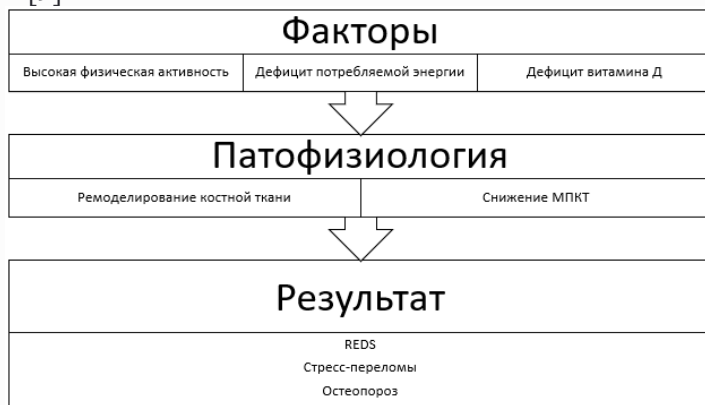 Факторы
Высокая физическая активность Дефицит потребляемой энергии Дефицит витамина Д
Патофизиология
Ремоделирование костной ткани Снижение МПКТ
Результат
REDS
Стресс-переломы
Остеопороз